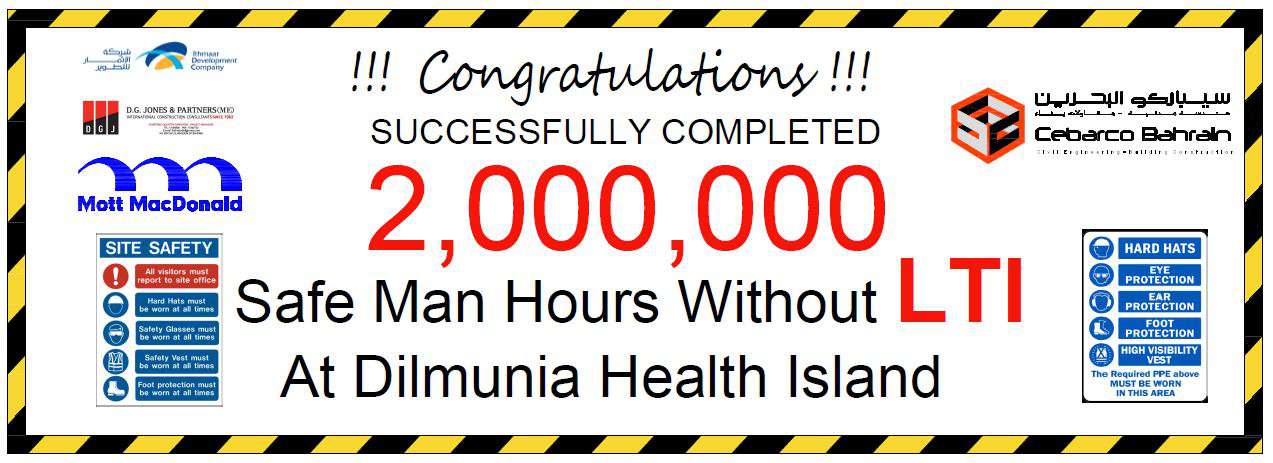 !!! Congratulations !!!
SUCCESSFULLY COMPLETED
2,000,000
Safe Man Hours Without LTI
At Dilmunia Health Island
شركة
الإثمار
للتطوير
Ithmaar
Development
Company
DGJ
D.G. JONES & PARTNERS (ME)
INTERNATIONAL CONSTRUCTION CONSULTANTS SINCE 1962
Mott MacDonald
SITE SAFETY
All visitors must
report to site office
Hard Hats must
be worn at all times
Safety Glasses must
be worn at all times
Safety Vest must
be worn at all times
Foot protection must
be worn at all times
سيباركو البحرين
Cebarco Bahrain
Civil Engineering - Building Construction
HARD HATS
EYE
PROTECTION
EAR
PROTECTION
FOOT
PROTECTION
HIGH VISIBILITY
VEST
The Required PPE above
MUST BE WORN
IN THIS AREA